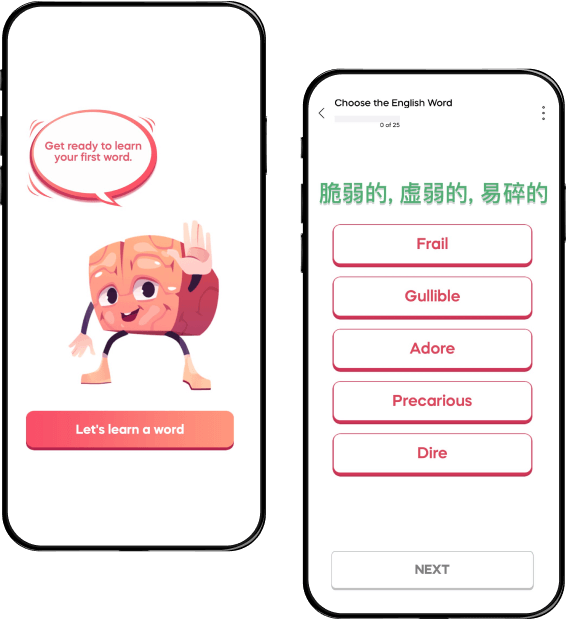 Get ready to learn
your first word.
Let's learn a word
Choose the English Word
0 of 25
脆弱的, 虚弱的, 易碎的
Frail
Gullible
Adore
Precarious
Dire
NEXT